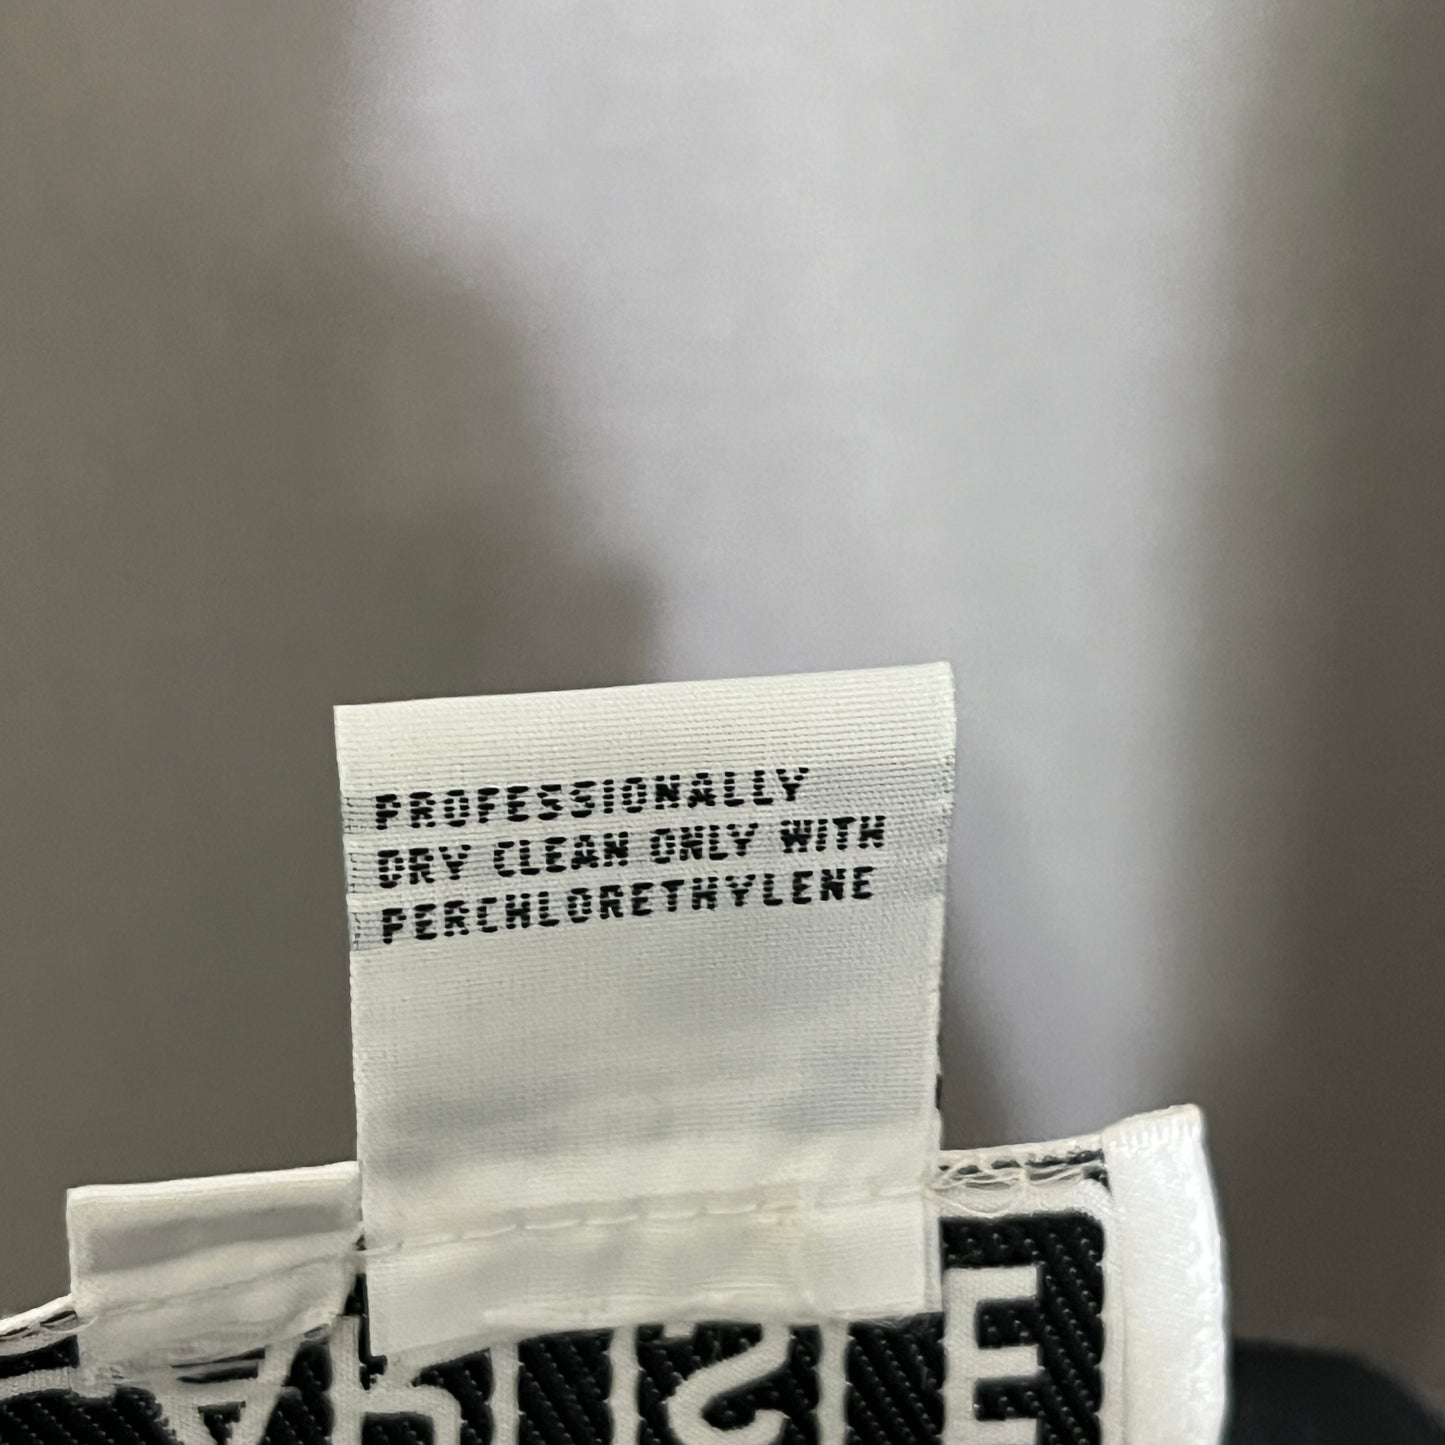 PROFESSIONALLY
DRY CLEAN ONLY WITH
PERCHLORETHYLENE